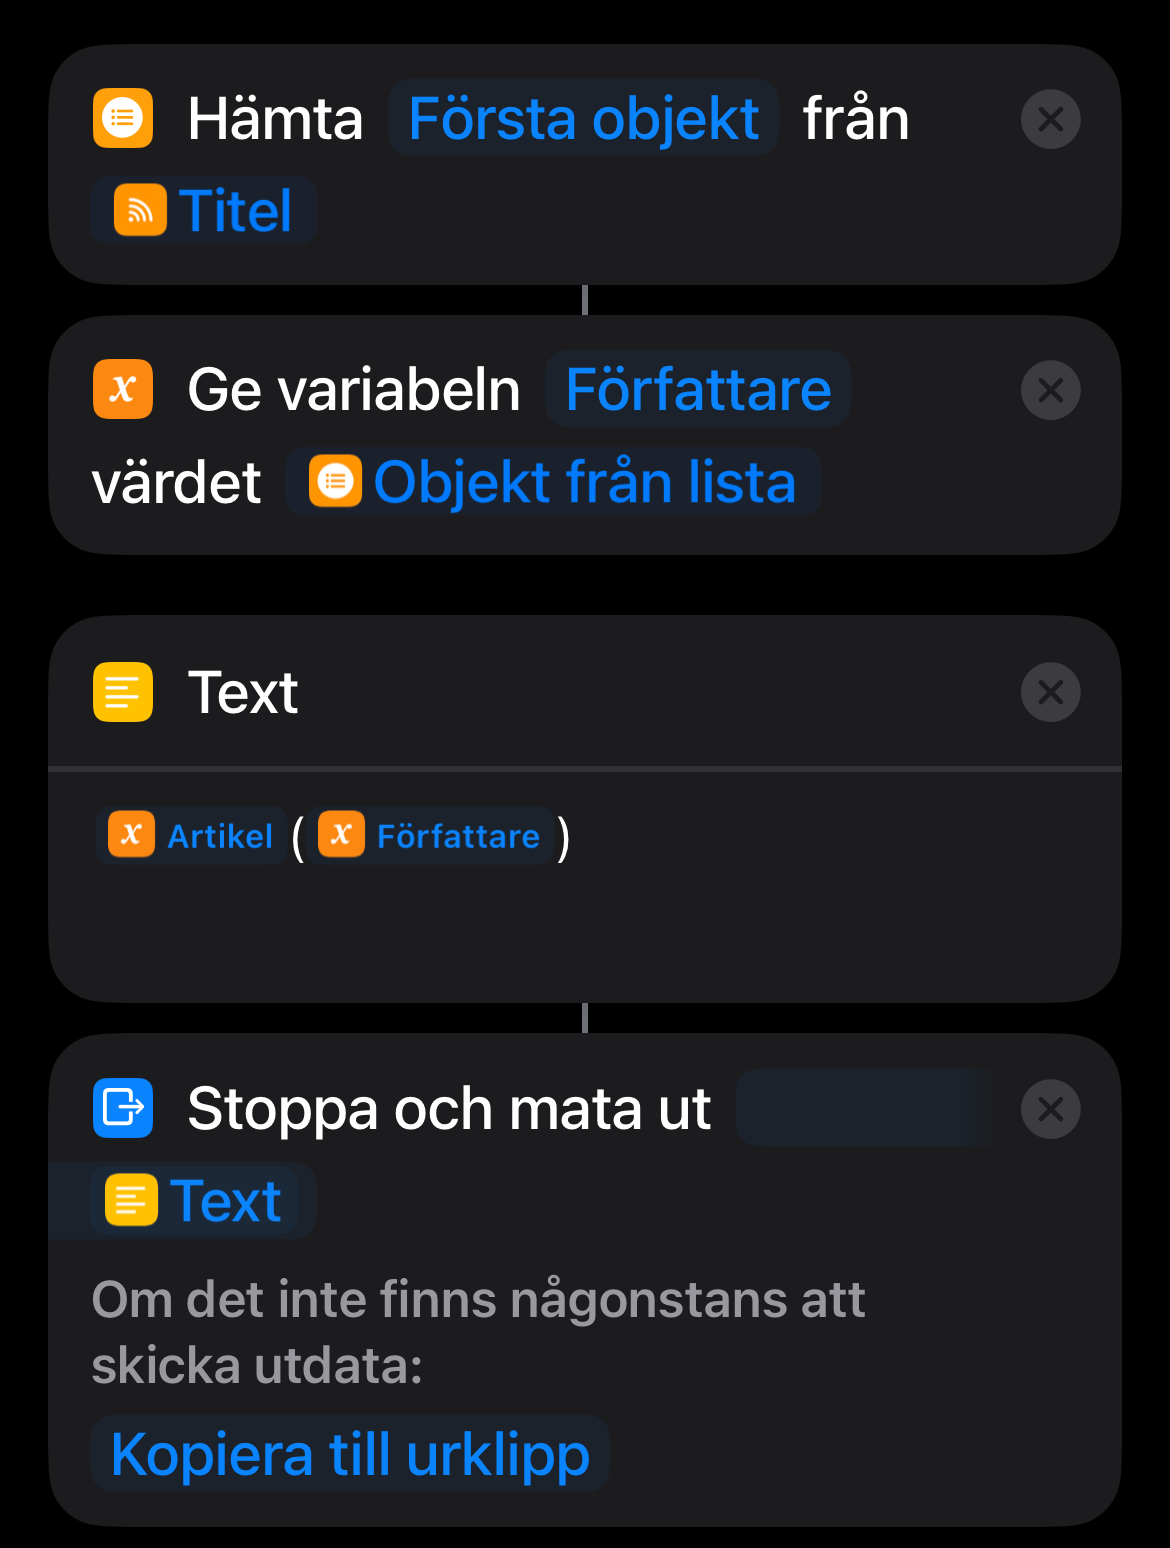 Hämta Första objekt från
Titel
x Ge variabeln Författare
värdet Objekt från lista
Text
x Artikel (x Författare)
Stoppa och mata ut
Text
Om det inte finns någonstans att
skicka utdata:
Kopiera till urklipp